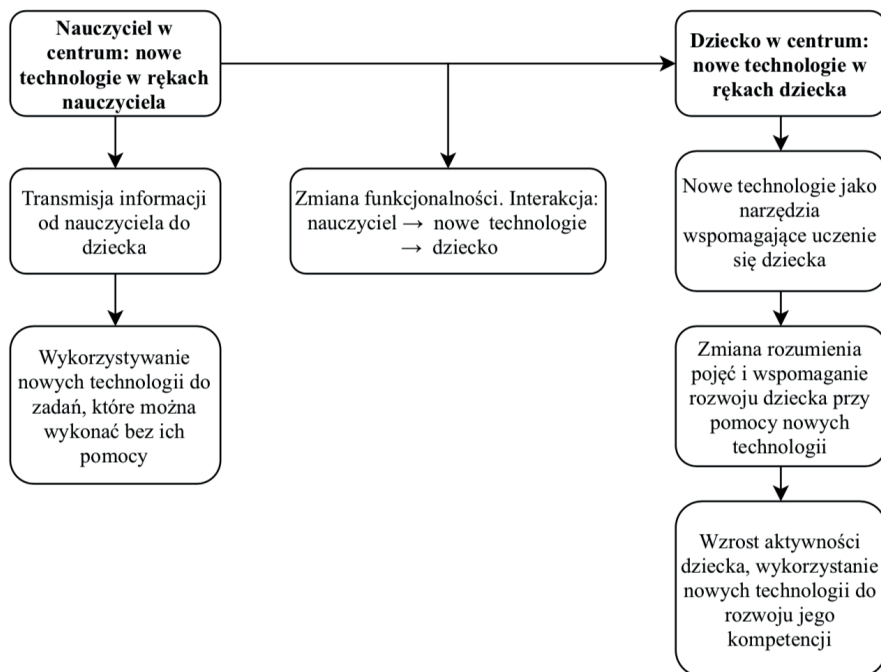 Nauczyciel w
centrum: nowe
technologie w rękach
nauczyciela
Transmisja informacji
od nauczyciela do
dziecka
Wykorzystywanie
nowych technologii do
zadań, które można
wykonać bez ich
pomocy
Zmiana funkcjonalności. Interakcja:
nauczyciel → nowe technologie
→ dziecko
Dziecko w centrum:
nowe technologie w
rękach dziecka
Nowe technologie jako
narzędzia
wspomagające uczenie
się dziecka
Zmiana rozumienia
pojęć i wspomaganie
rozwoju dziecka przy
pomocy nowych
technologii
Wzrost aktywności
dziecka, wykorzystanie
nowych technologii do
rozwoju jego
kompetencji